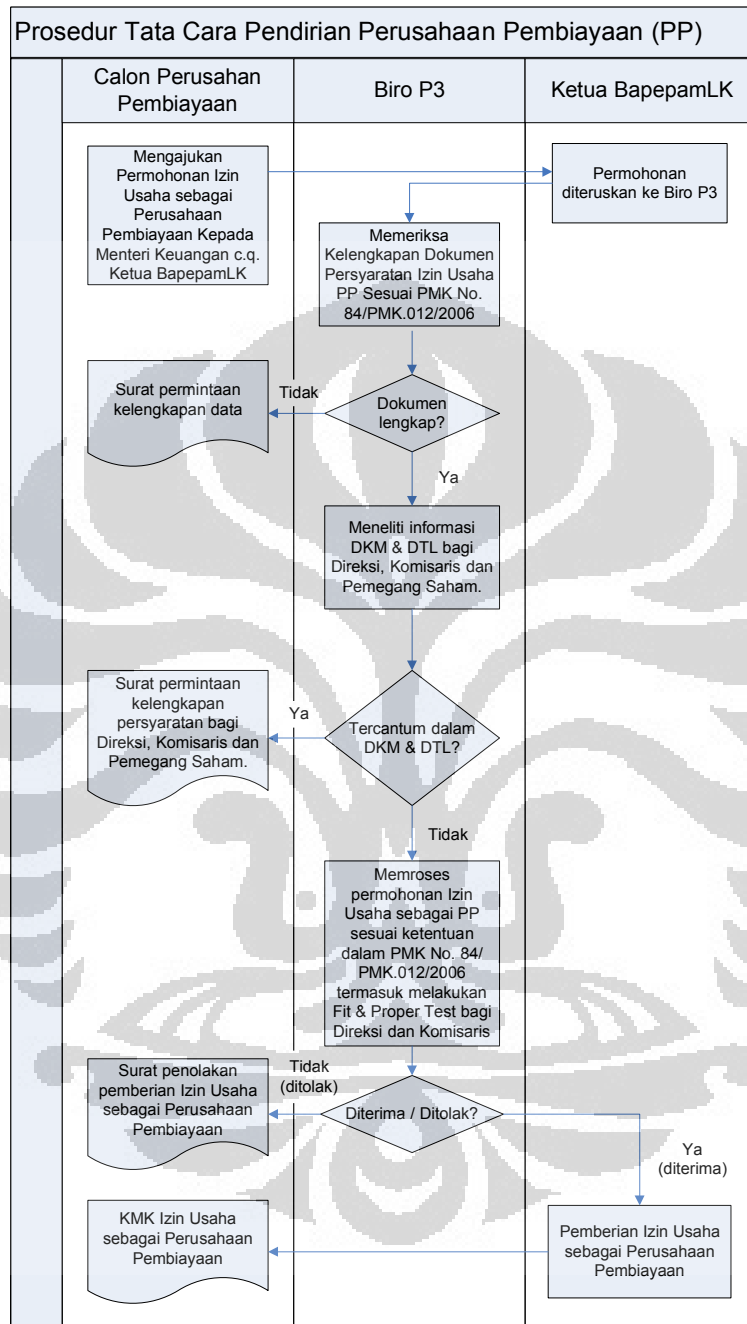 Prosedur Tata Cara Pendirian Perusahaan Pembiayaan (PP)
Calon Perusahan
Pembiayaan
Biro P3
Ketua BapepamLK
Mengajukan
Permohonan Izin
Usaha sebagai
Perusahaan
Pembiayaan Kepada
Menteri Keuangan c.q.
Ketua BapepamLK
Permohonan
diteruskan ke Biro P3
Memeriksa
Kelengkapan Dokumen
Persyaratan Izin Usaha
PP Sesuai PMK No.
84/PMK.012/2006
Surat permintaan
kelengkapan data
Tidak
Dokumen
lengkap?
Ya
Meneliti informasi
DKM & DTL bagi
Direksi, Komisaris dan
Pemegang Saham.
Surat permintaan
kelengkapan
persyaratan bagi
Direksi, Komisaris dan
Pemegang Saham.
Ya
Tercantum dalam
DKM & DTL?
Tidak
Memroses
permohonan Izin
Usaha sebagai PP
sesuai ketentuan
dalam PMK No. 84/
PMK.012/2006
termasuk melakukan
Fit & Proper Test bagi
Direksi dan Komisaris
Surat penolakan
pemberian Izin Usaha
sebagai Perusahaan
Pembiayaan
Tidak
(ditolak)
Diterima / Ditolak?
Ya
(diterima)
KMK Izin Usaha
sebagai Perusahaan
Pembiayaan
Pemberian Izin Usaha
sebagai Perusahaan
Pembiayaan